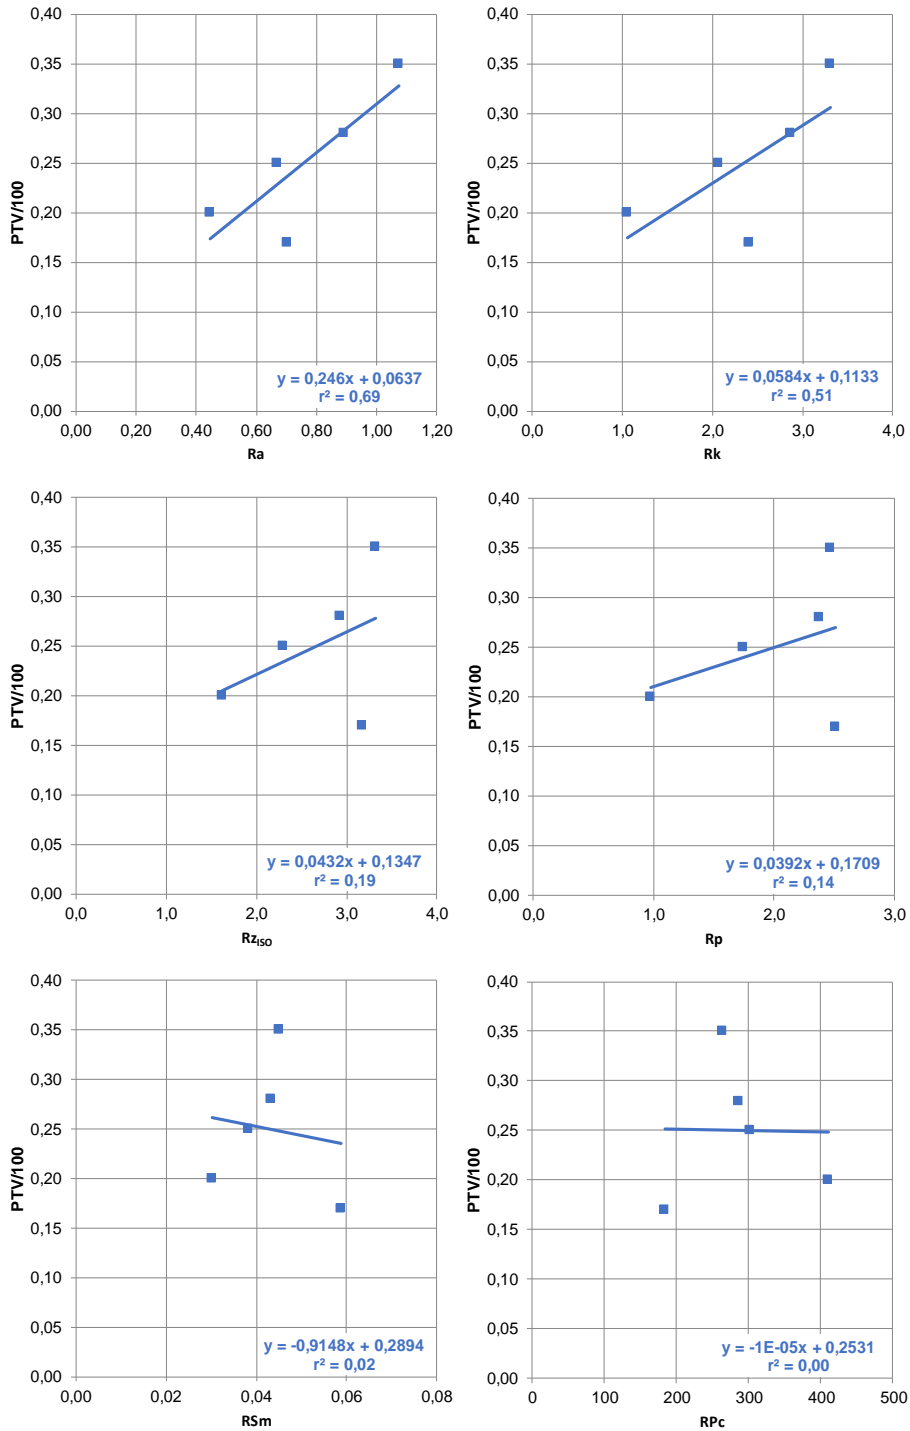 0,40
0,35
0,30
0,25
0,20
0,15
0,10
0,05
0,00
PTV/100
y = 0,246x + 0,0637
r² = 0,69
0,00 0,20 0,40 0,60 0,80 1,00 1,20
Ra
0,40
0,35
0,30
0,25
0,20
0,15
0,10
0,05
0,00
PTV/100
y = 0,0584x + 0,1133
r² = 0,51
0,0 1,0 2,0 3,0 4,0
Rk
0,40
0,35
0,30
0,25
0,20
0,15
0,10
0,05
0,00
PTV/100
y = 0,0432x + 0,1347
r² = 0,19
0,0 1,0 2,0 3,0 4,0
RzISO
0,40
0,35
0,30
0,25
0,20
0,15
0,10
0,05
0,00
PTV/100
y = 0,0392x + 0,1709
r² = 0,14
0,0 1,0 2,0 3,0
Rp
0,40
0,35
0,30
0,25
0,20
0,15
0,10
0,05
0,00
PTV/100
y = -0,9148x + 0,2894
r² = 0,02
0,00 0,02 0,04 0,06 0,08
RSm
0,40
0,35
0,30
0,25
0,20
0,15
0,10
0,05
0,00
PTV/100
y = -1E-05x + 0,2531
r² = 0,00
0 100 200 300 400 500
RPc